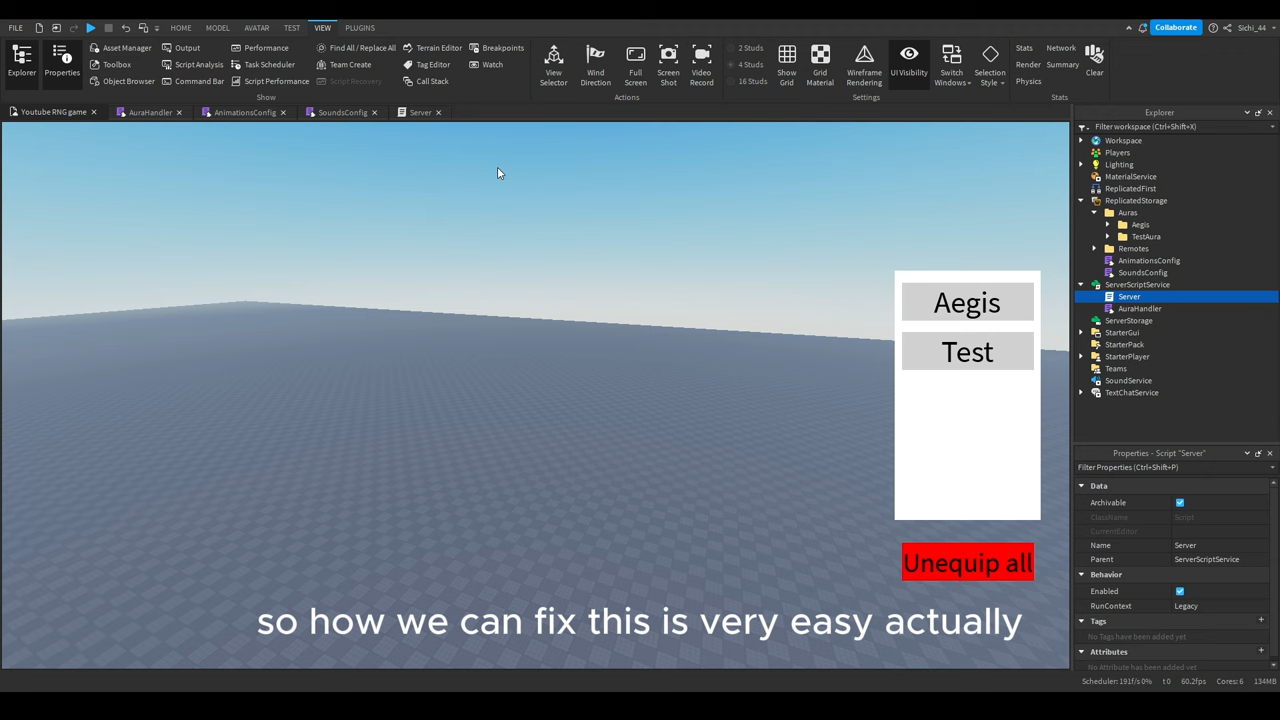 FILE
HOME
MODEL
AVATAR
TEST
VIEW
PLUGINS
Collaborate
Sichi_44
Explorer
Properties
Asset Manager
Toolbox
Object Browser
Output
Script Analysis
Command Bar
Performance
Task Scheduler
Script Performance
Find All / Replace All
Team Create
Script Recovery
Terrain Editor
Tag Editor
Call Stack
Breakpoints
Watch
Show
View
Selector
Wind
Direction
Full
Screen
Screen
Shot
Video
Record
Actions
2 Studs
4 Studs
16 Studs
Show
Grid
Grid
Material
Wireframe
Rendering
UI Visibility
Switch
Windows
Selection
Style
Settings
Stats
Render
Physics
Network
Summary
Clear
Stats
Youtube RNG game
AuraHandler
AnimationsConfig
SoundsConfig
Server
Explorer
Filter workspace (Ctrl+Shift+X)
Workspace
Players
Lighting
MaterialService
ReplicatedFirst
ReplicatedStorage
Auras
Aegis
TestAura
Remotes
AnimationsConfig
SoundsConfig
ServerScriptService
Server
AuraHandler
ServerStorage
StarterGui
StarterPack
StarterPlayer
Teams
SoundService
TextChatService
Aegis
Test
Unequip all
so how we can fix this is very easy actually
Properties - Script "Server"
Filter Properties (Ctrl+Shift+P)
Data
Archivable
ClassName Script
CurrentEditor
Name Server
Parent ServerScriptService
Behavior
Enabled
RunContext Legacy
Tags
No Tags have been added yet
Attributes
No Attribute has been added yet
Scheduler: 191f/s 0% t 0 60.2fps Cores: 6 134MB